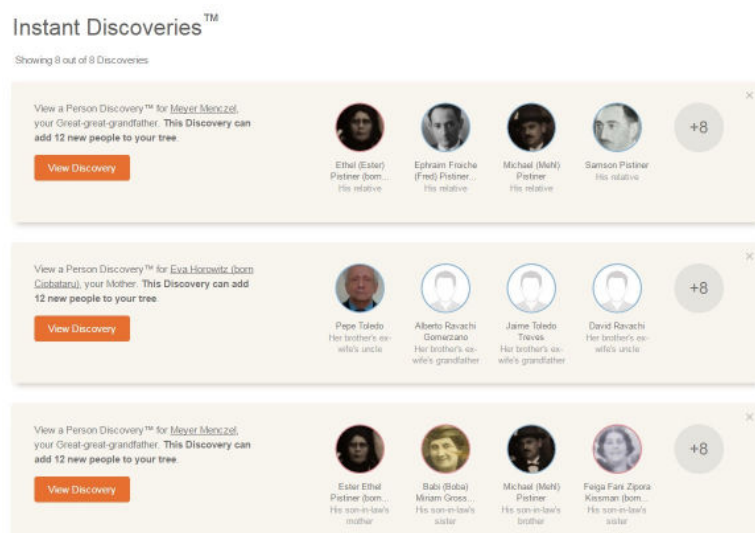 Instant Discoveries™
Showing 8 out of 8 Discoveries
View a Person Discovery™ for Meyer Menczel,
your Great-great-grandfather. This Discovery can
add 12 new people to your tree.
View Discovery
Ethel (Ester)
Pistiner (born...
His relative
Ephraim Froiche
(Fred) Pistiner...
His relative
Michael (Mehl)
Pistiner
His relative
Samson Pistiner
His relative
+8
View a Person Discovery™ for Eva Horowitz (born
Ciobataru), your Mother. This Discovery can add
12 new people to your tree.
View Discovery
Pepe Toledo
Her brother's ex-
wife's uncle
Alberto Ravachi
Gomerzano
Her brother's ex-
wife's grandfather
Jaime Toledo
Treves
Her brother's ex-
wife's grandfather
David Ravachi
Her brother's ex-
wife's uncle
+8
View a Person Discovery™ for Meyer Menczel,
your Great-great-grandfather. This Discovery can
add 12 new people to your tree.
View Discovery
Ester Ethel
Pistiner (born...
His son-in-law's
mother
Babi (Boba)
Miriam Gross...
His son-in-law's
sister
Michael (Mehl)
Pistiner
His son-in-law's
brother
Feiga Fani Zipora
Kissman (born...
His son-in-law's
sister
+8